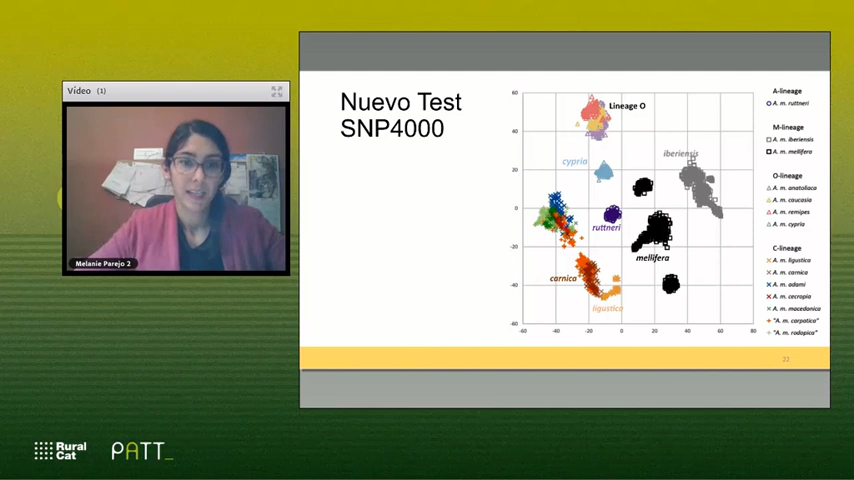 Vídeo (1)
Melanie Parejo 2
Nuevo Test
SNP4000
60
40
20
0
-20
-40
-60
-60
-40
-20
0
20
40
60
80
Lineage O
cypria
iberiensis
ruttneri
mellifera
carnica
ligustica
A-lineage
A. m. ruttneri
M-lineage
A. m. iberiensis
A. m. mellifera
O-lineage
A. m. anatoliaca
A. m. caucasia
A. m. remipes
A. m. cypria
C-lineage
A. m. ligustica
A. m. carnica
A. m. adami
A. m. cecropia
A. m. macedonica
"A. m. carpatica"
"A. m. rodopica"
22
Rural
Cat
PATT_